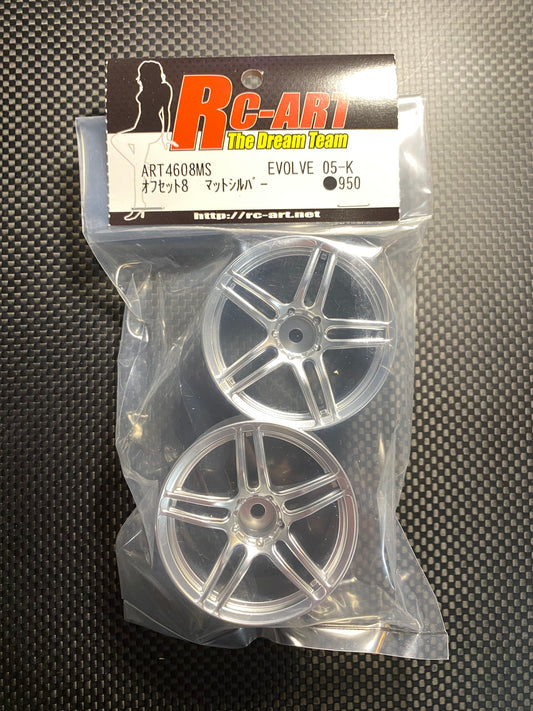 RC-ART
The Dream Team
ART4608MS EVOLVE 05-K
ｵﾌｾｯﾄ8 ﾏｯﾄｼﾙﾊﾞｰ ●950
http://rc-art.net